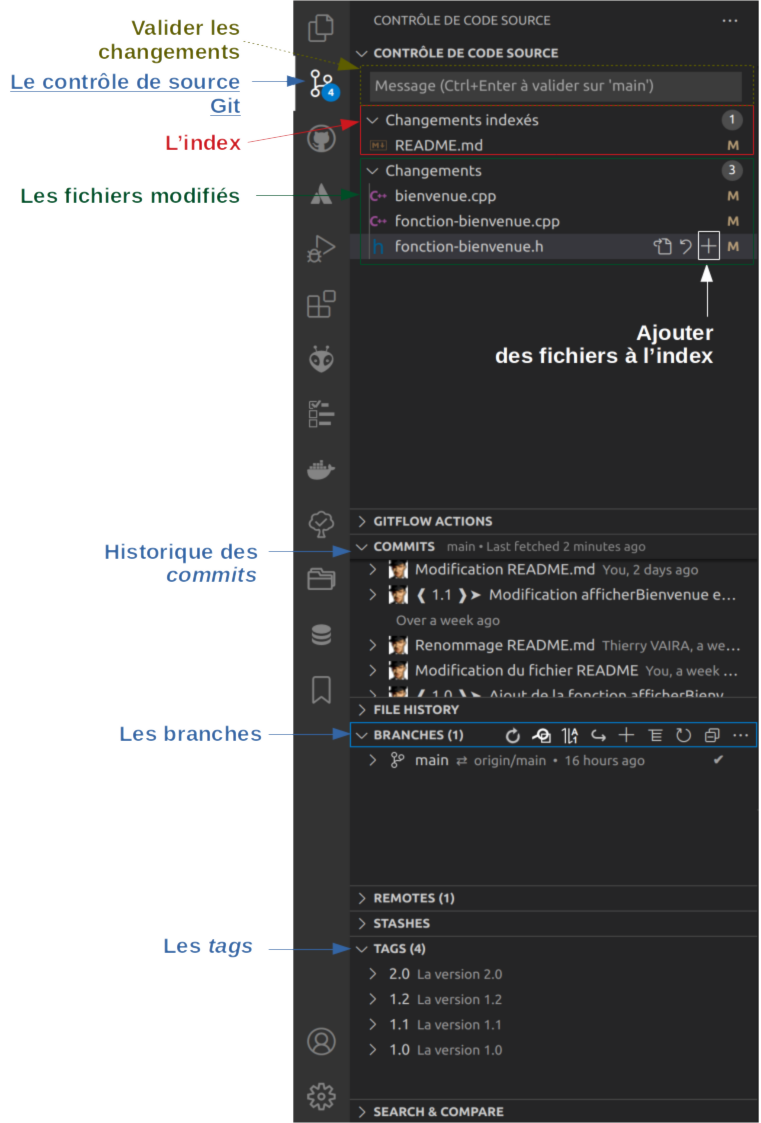 Valider les
changements
Le contrôle de source
Git
L'index
Les fichiers modifiés
CONTRÔLE DE CODE SOURCE
CONTRÔLE DE CODE SOURCE
Message (Ctrl+Enter à valider sur 'main')
4
Changements indexés 1
README.md M
Changements 3
C++ bienvenue.cpp M
C++ fonction-bienvenue.cpp M
h fonction-bienvenue.h M
Ajouter
des fichiers à l'index
GITFLOW ACTIONS
Historique des
commits
COMMITS main • Last fetched 2 minutes ago
Modification README.md You, 2 days ago
❰ 1.1 ❱➤ Modification afficherBienvenue e...
Over a week ago
Renommage README.md Thierry VAIRA, a we...
Modification du fichier README You, a week ...
❰ 1.0 ❱➤ Ajout de la fonction afficherBienv
FILE HISTORY
Les branches
BRANCHES (1)
main ⇄ origin/main • 16 hours ago ✔
REMOTES (1)
STASHES
Les tags
TAGS (4)
2.0 La version 2.0
1.2 La version 1.2
1.1 La version 1.1
1.0 La version 1.0
SEARCH & COMPARE